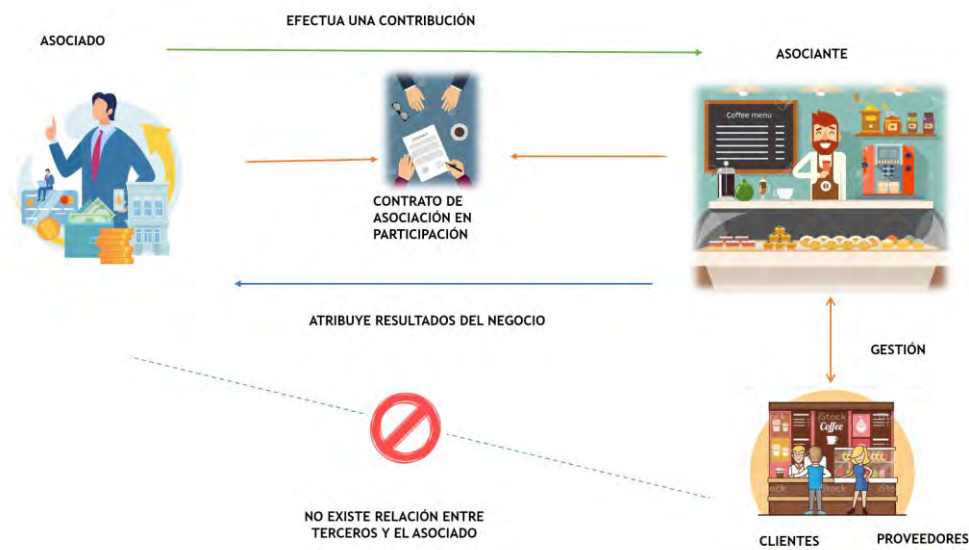 EFECTUA UNA CONTRIBUCIÓN
ASOCIADO
ASOCIANTE
Coffee menu
CONTRATO DE
ASOCIACIÓN EN
PARTICIPACIÓN
ATRIBUYE RESULTADOS DEL NEGOCIO
GESTIÓN
iStock
Coffee
NO EXISTE RELACIÓN ENTRE
TERCEROS Y EL ASOCIADO
CLIENTES
PROVEEDORES